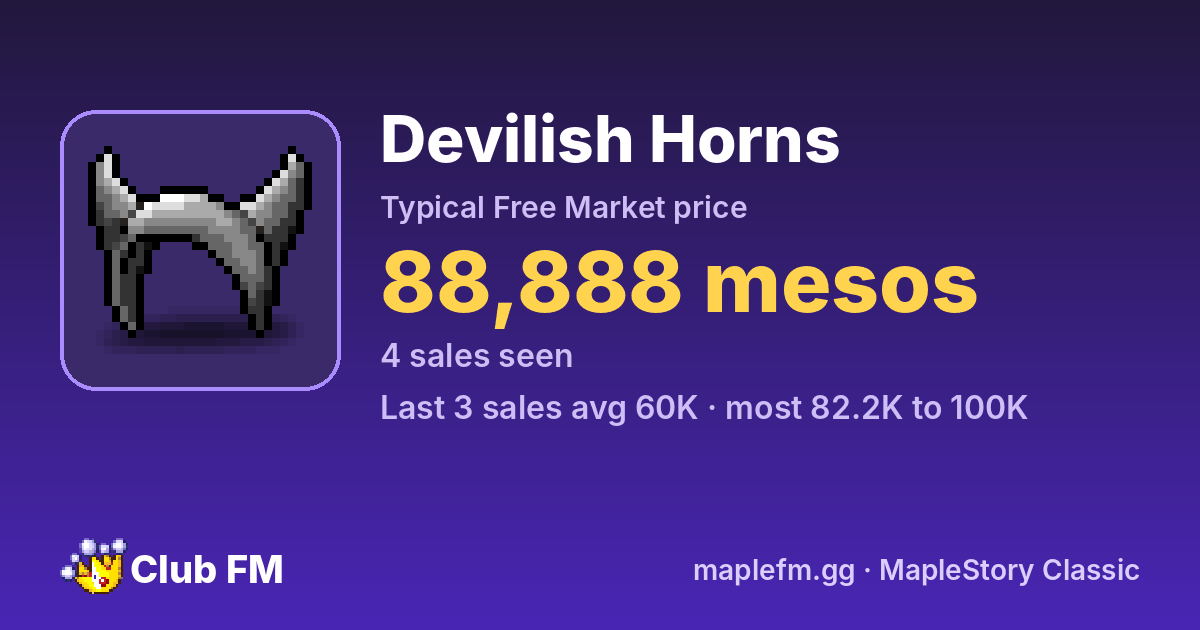 Devilish Horns
Typical Free Market price
88,888 mesos
4 sales seen
Last 3 sales avg 60K · most 82.2K to 100K
Club FM
maplefm.gg · MapleStory Classic